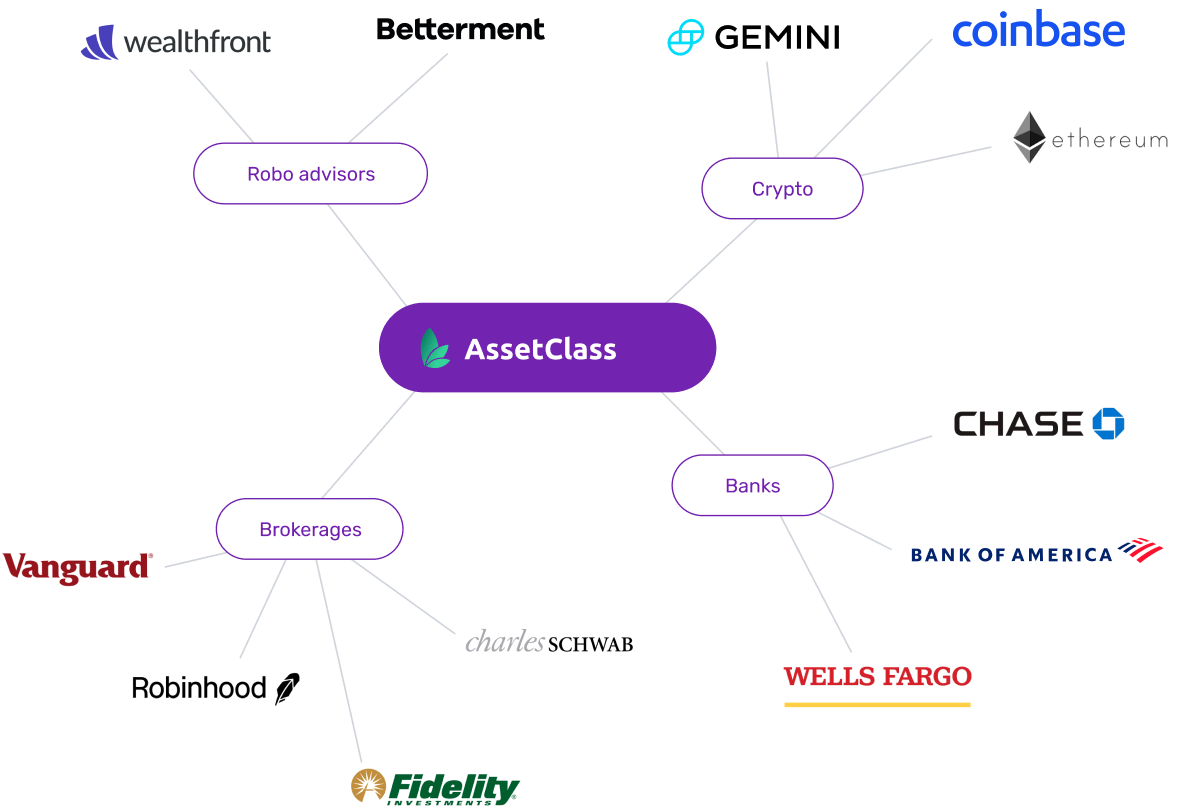 wealthfront
Betterment
GEMINI
coinbase
ethereum
Robo advisors
Crypto
AssetClass
CHASE
Banks
Brokerages
BANK OF AMERICA
Vanguard®
charles SCHWAB
WELLS FARGO
Robinhood
Fidelity
INVESTMENTS®